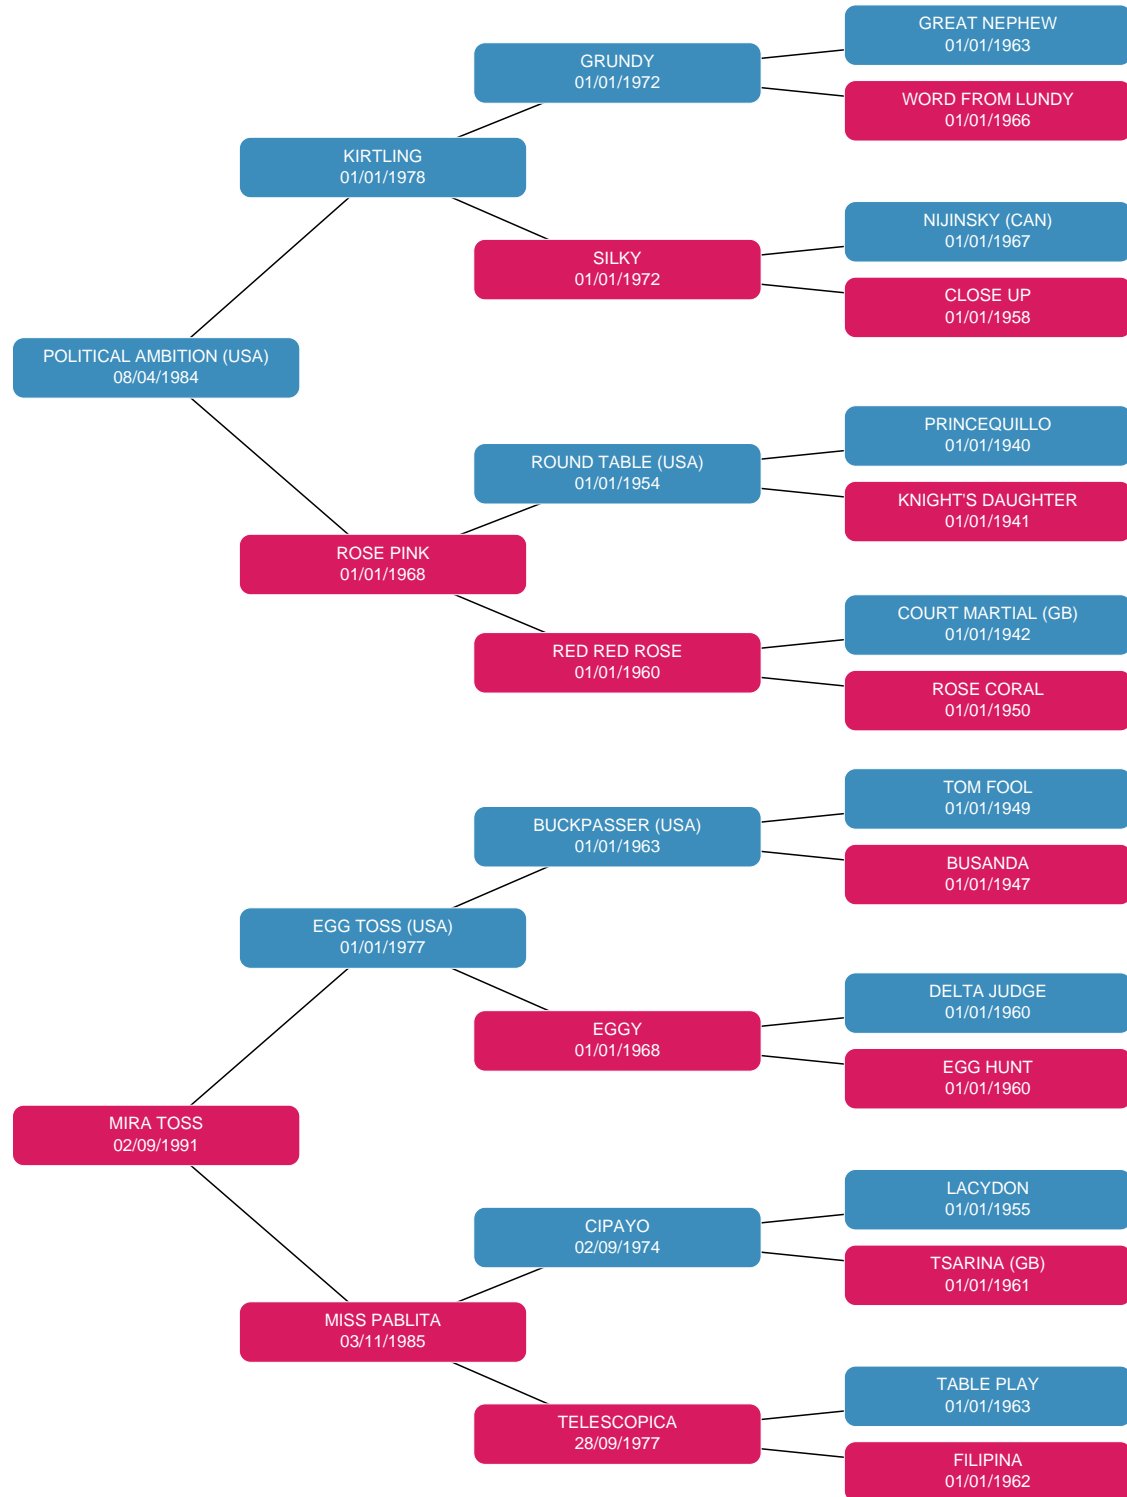 GREAT NEPHEW
01/01/1963
GRUNDY
01/01/1972
WORD FROM LUNDY
01/01/1966
KIRTLING
01/01/1978
NIJINSKY (CAN)
01/01/1967
SILKY
01/01/1972
CLOSE UP
01/01/1958
POLITICAL AMBITION (USA)
08/04/1984
PRINCEQUILLO
01/01/1940
ROUND TABLE (USA)
01/01/1954
KNIGHT'S DAUGHTER
01/01/1941
ROSE PINK
01/01/1968
COURT MARTIAL (GB)
01/01/1942
RED RED ROSE
01/01/1960
ROSE CORAL
01/01/1950
TOM FOOL
01/01/1949
BUCKPASSER (USA)
01/01/1963
BUSANDA
01/01/1947
EGG TOSS (USA)
01/01/1977
DELTA JUDGE
01/01/1960
EGGY
01/01/1968
EGG HUNT
01/01/1960
MIRA TOSS
02/09/1991
LACYDON
01/01/1955
CIPAYO
02/09/1974
TSARINA (GB)
01/01/1961
MISS PABLITA
03/11/1985
TABLE PLAY
01/01/1963
TELESCOPICA
28/09/1977
FILIPINA
01/01/1962